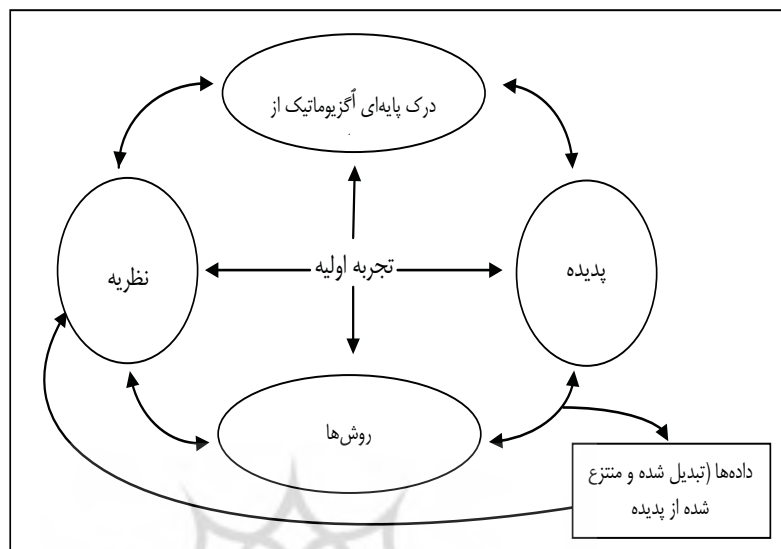 درک پایه‌ای آگزیوماتیک از
نظریه
تجربه اولیه
پدیده
روش‌ها
داده‌ها (تبدیل شده و منتزع
شده از پدیده